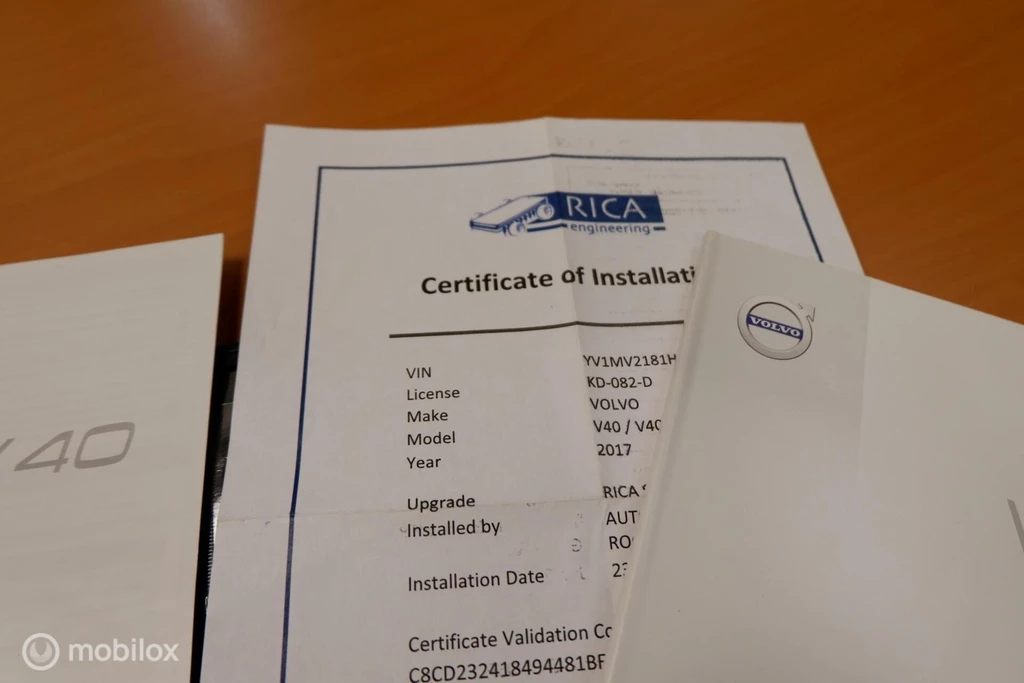 RICA
engineering
Certificate of Installati
VOLVO
VIN YV1MV2181H
License KD-082-D
Make VOLVO
Model V40 / V40
Year 2017
V40
Upgrade RICA
Installed by AUT
RO
Installation Date 23
Certificate Validation Co
C8CD232418494481BF
mobilox